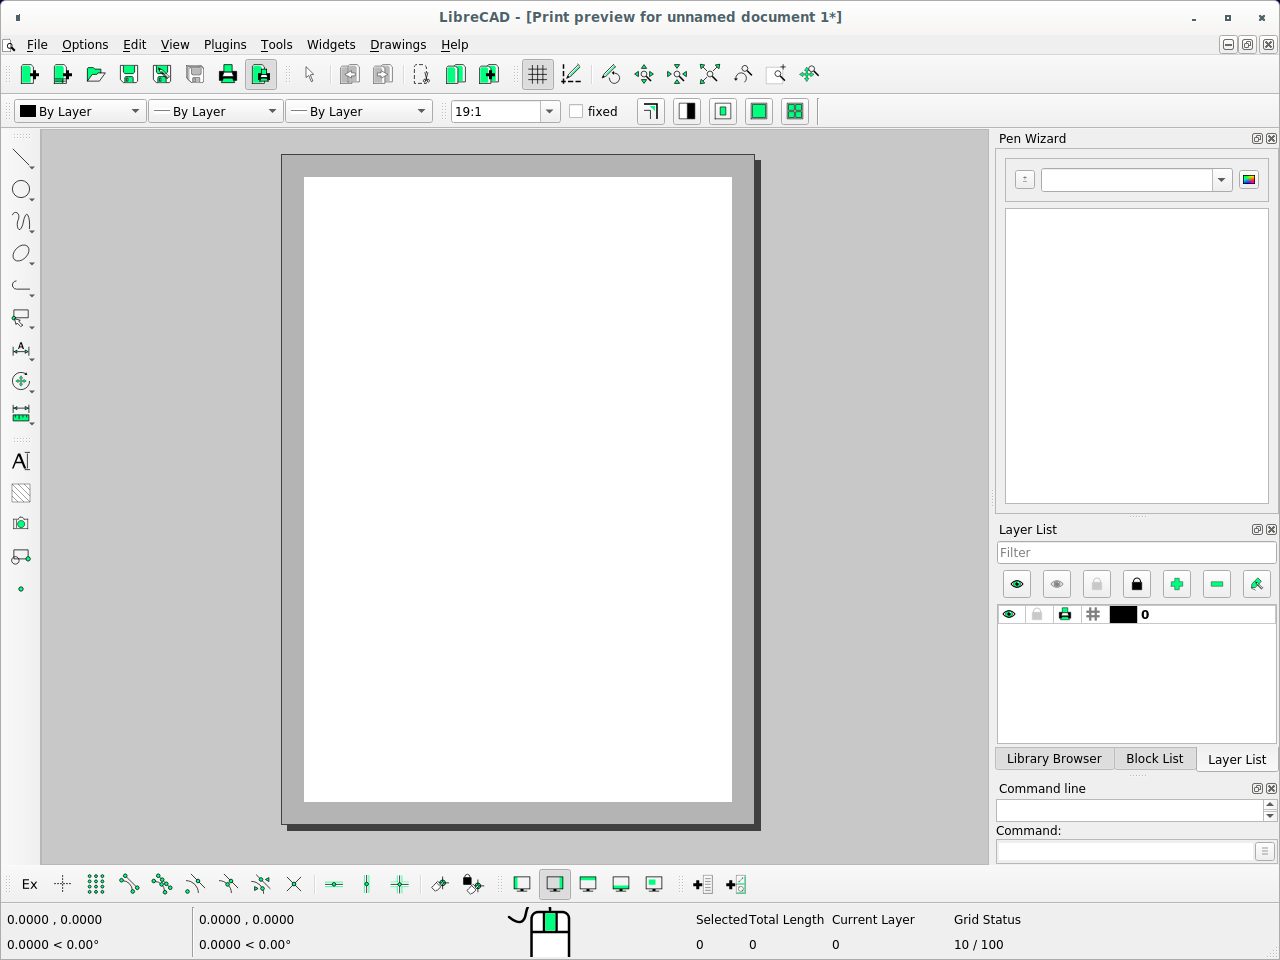 LibreCAD - [Print preview for unnamed document 1*]
File Options Edit View Plugins Tools Widgets Drawings Help
By Layer By Layer By Layer 19:1 fixed
Pen Wizard
Layer List
Filter
0
Library Browser Block List Layer List
Command line
Command:
A
A
Ex
0.0000 , 0.0000 0.0000 , 0.0000 Selected Total Length Current Layer Grid Status
0.0000 < 0.00° 0.0000 < 0.00° 0 0 0 10 / 100